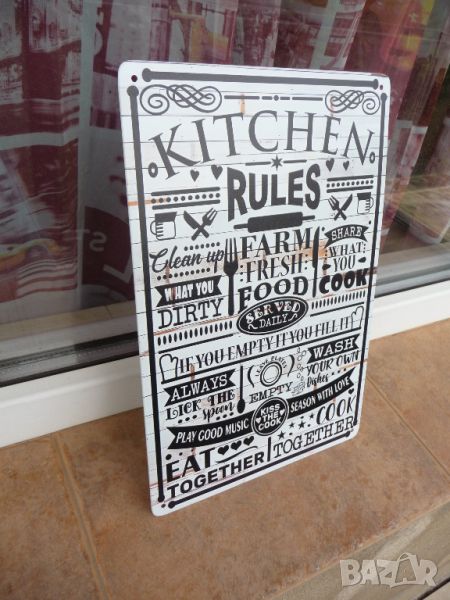 KITCHEN
RULES
Clean up
WHAT YOU
DIRTY
FARM
FRESH
FOOD
SERVED
DAILY
SHARE
WHAT
YOU
COOK
IF YOU EMPTY IT YOU FILL IT
ALWAYS
LICK THE
spoon
EMPTY
WASH
YOUR OWN
Dishes
PLAY GOOD MUSIC
KISS
THE
COOK
SEASON WITH LOVE
EAT
TOGETHER
COOK
TOGETHER
BAZAR